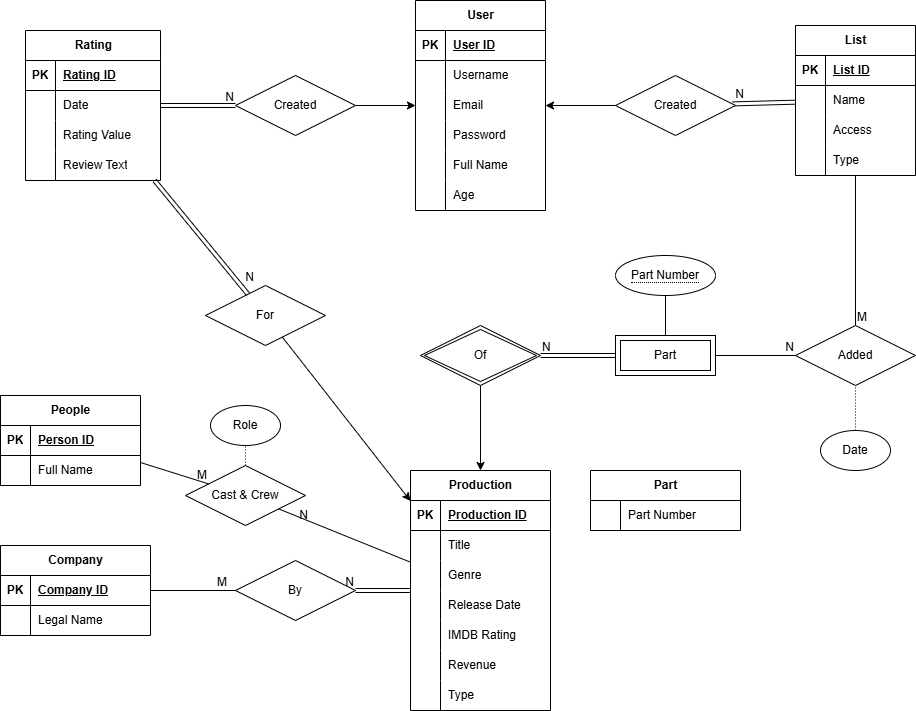 User
PK User ID
Username
Email
Password
Full Name
Age
Rating
PK Rating ID
Date
Rating Value
Review Text
N
Created
List
PK List ID
Name
Access
Type
N
Created
N
For
Part Number
Part
N
Of
N
M
Added
Date
People
PK Person ID
Full Name
Role
M
Cast & Crew
N
Company
PK Company ID
Legal Name
M
By
N
Production
PK Production ID
Title
Genre
Release Date
IMDB Rating
Revenue
Type
Part
Part Number